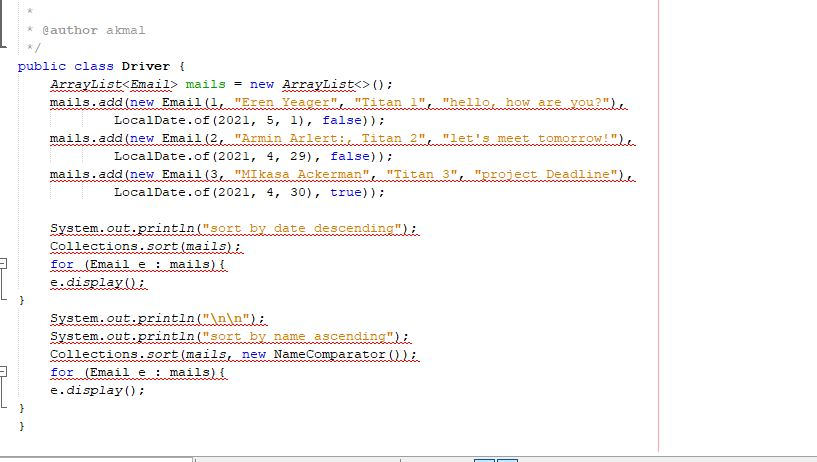 *
* @author akmal
*/
public class Driver {
ArrayList<Email> mails = new ArrayList<>();
mails.add(new Email(1, "Eren Yeager", "Titan 1", "hello, how are you?"),
LocalDate.of(2021, 5, 1), false));
mails.add(new Email(2, "Armin Arlert:, Titan 2", "let's meet tomorrow!"),
LocalDate.of(2021, 4, 29), false));
mails.add(new Email(3, "MIkasa Ackerman", "Titan 3", "project Deadline"),
LocalDate.of(2021, 4, 30), true));
System.out.println("sort by date descending");
Collections.sort(mails);
for (Email e : mails){
e.display();
}
System.out.println("\n\n");
System.out.println("sort by name ascending");
Collections.sort(mails, new NameComparator());
for (Email e : mails){
e.display();
}
}